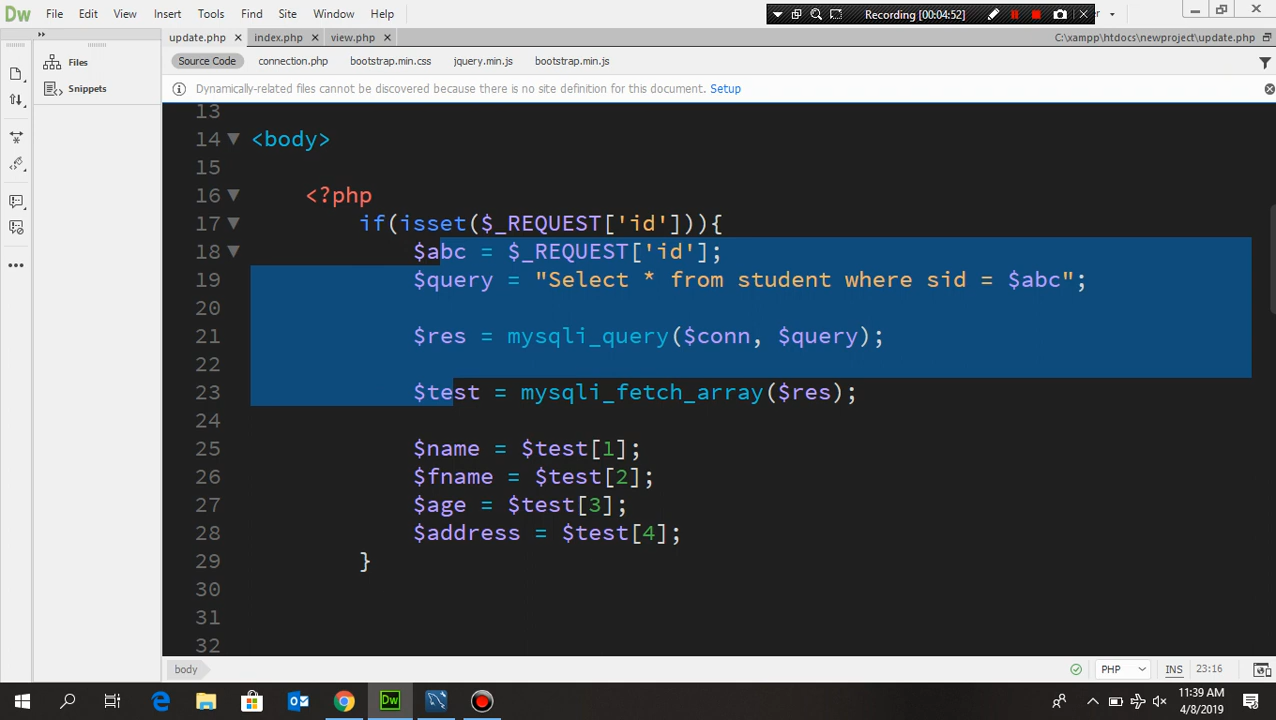 Dw File Edit View Insert Tools Find Site Window Help
Recording [00:04:52]
update.php index.php view.php
C:\xampp\htdocs\newproject\update.php
Source Code connection.php bootstrap.min.css jquery.min.js bootstrap.min.js
Dynamically-related files cannot be discovered because there is no site definition for this document. Setup
Files
Snippets
13
14 <body>
15
16 <?php
17 if(isset($_REQUEST['id'])){
18 $abc = $_REQUEST['id'];
19 $query = "Select * from student where sid = $abc";
20
21 $res = mysqli_query($conn, $query);
22
23 $test = mysqli_fetch_array($res);
24
25 $name = $test[1];
26 $fname = $test[2];
27 $age = $test[3];
28 $address = $test[4];
29 }
30
31
32
body
PHP INS 23:16
Dw
11:39 AM
4/8/2019